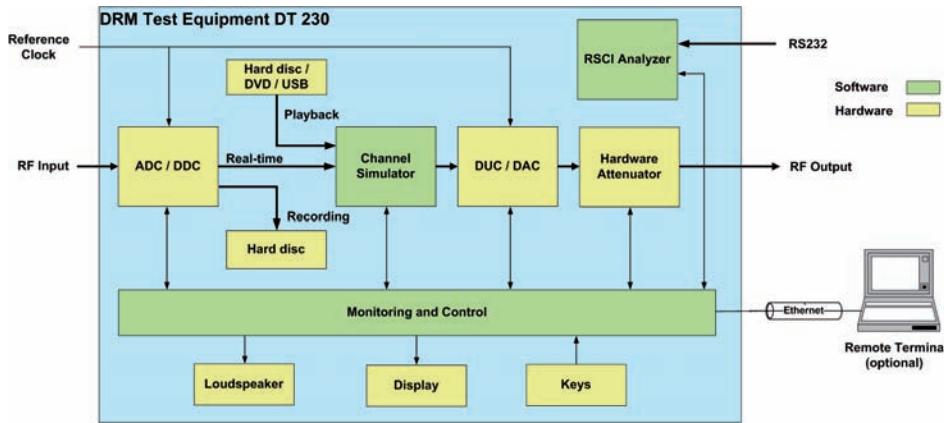 DRM Test Equipment DT 230
Reference
Clock
Hard disc /
DVD / USB
RSCI Analyzer
RS232
Software
Hardware
Playback
RF Input
ADC / DDC
Real-time
Channel
Simulator
DUC / DAC
Hardware
Attenuator
RF Output
Recording
Hard disc
Monitoring and Control
Ethernet
Remote Termina
(optional)
Loudspeaker
Display
Keys